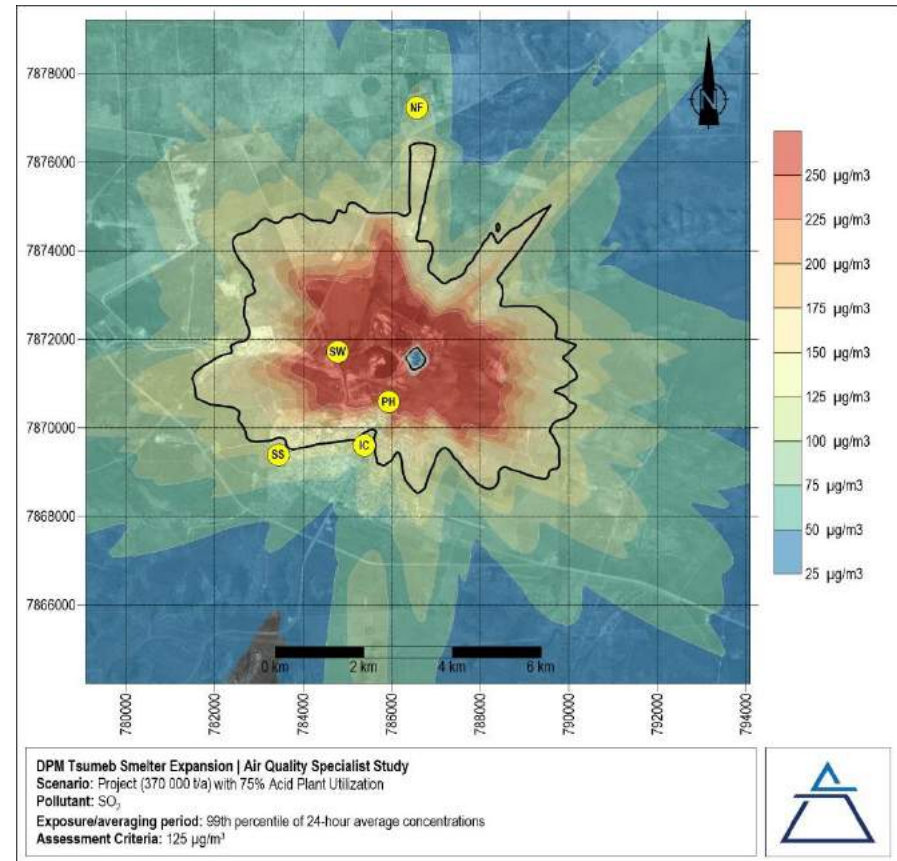 7878000
7876000
7874000
7872000
7870000
7868000
7866000
NF
N
SW
PH
IC
SS
250 µg/m3
225 µg/m3
200 µg/m3
175 µg/m3
150 µg/m3
125 µg/m3
100 µg/m3
75 µg/m3
50 µg/m3
25 µg/m3
0 km
2 km
4 km
6 km
780000
782000
784000
786000
788000
790000
792000
794000
DPM Tsumeb Smelter Expansion | Air Quality Specialist Study
Scenario: Project (370 000 t/a) with 75% Acid Plant Utilization
Pollutant: SO₂
Exposure/averaging period: 99th percentile of 24-hour average concentrations
Assessment Criteria: 125 µg/m³